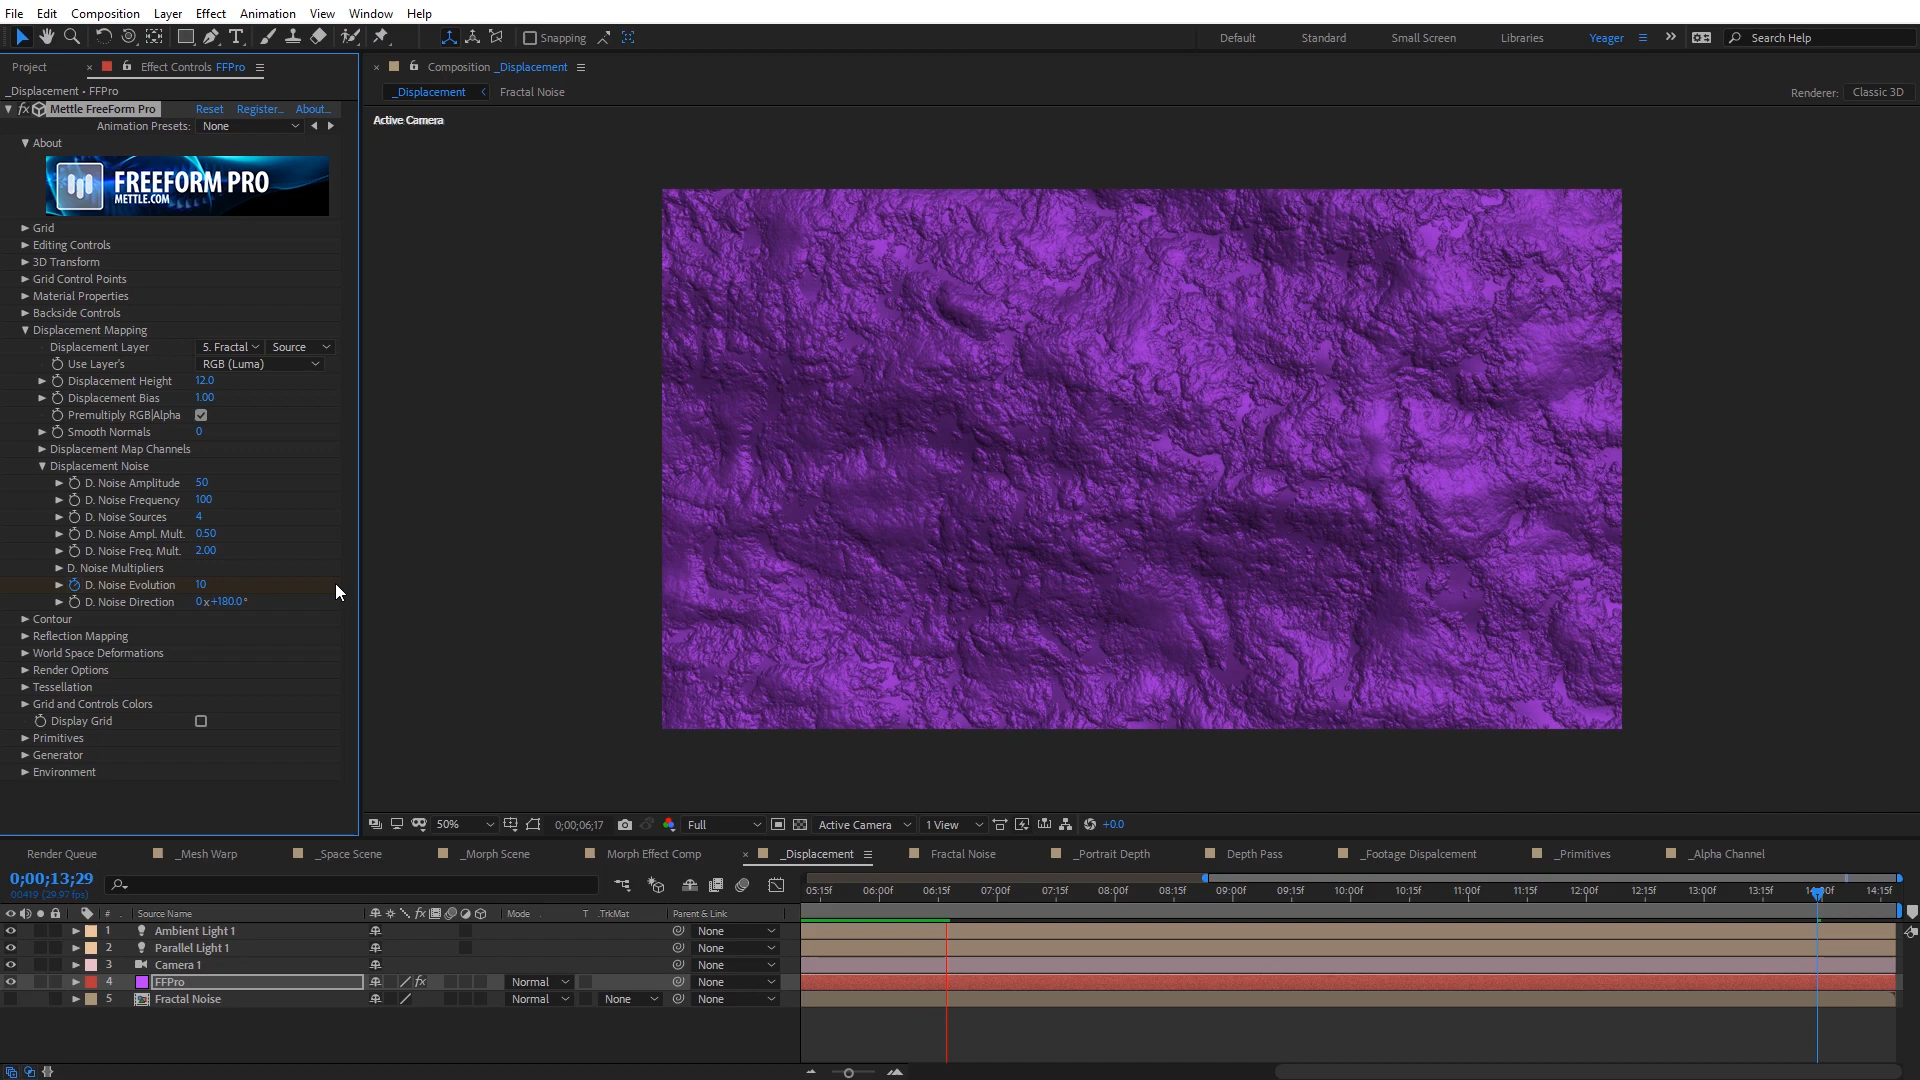 File Edit Composition Layer Effect Animation View Window Help
Snapping
Default Standard Small Screen Libraries Yeager Search Help
Project Effect Controls FFPro
_Displacement • FFPro
Mettle FreeForm Pro Reset Register... About...
Animation Presets: None
About
FREEFORM PRO
METTLE.COM
Grid
Editing Controls
3D Transform
Grid Control Points
Material Properties
Backside Controls
Displacement Mapping
Displacement Layer 5. Fractal Source
Use Layer's RGB (Luma)
Displacement Height 12.0
Displacement Bias 1.00
Premultiply RGB|Alpha
Smooth Normals 0
Displacement Map Channels
Displacement Noise
D. Noise Amplitude 50
D. Noise Frequency 100
D. Noise Sources 4
D. Noise Ampl. Mult. 0.50
D. Noise Freq. Mult. 2.00
D. Noise Multipliers
D. Noise Evolution 10
D. Noise Direction 0x+180.0°
Contour
Reflection Mapping
World Space Deformations
Render Options
Tessellation
Grid and Controls Colors
Display Grid
Primitives
Generator
Environment
Composition _Displacement
_Displacement Fractal Noise
Renderer: Classic 3D
Active Camera
50% 0;00;06;17 Full Active Camera 1 View +0.0
Render Queue _Mesh Warp _Space Scene _Morph Scene Morph Effect Comp _Displacement Fractal Noise _Portrait Depth Depth Pass _Footage Dispalcement _Primitives _Alpha Channel
0;00;13;29
00419 (29.97 fps)
05:15f 06:00f 06:15f 07:00f 07:15f 08:00f 08:15f 09:00f 09:15f 10:00f 10:15f 11:00f 11:15f 12:00f 12:15f 13:00f 13:15f 14:00f 14:15f
# Source Name fx Mode T .TrkMat Parent & Link
1 Ambient Light 1 None
2 Parallel Light 1 None
3 Camera 1 None
4 FFPro fx Normal None
5 Fractal Noise Normal None None